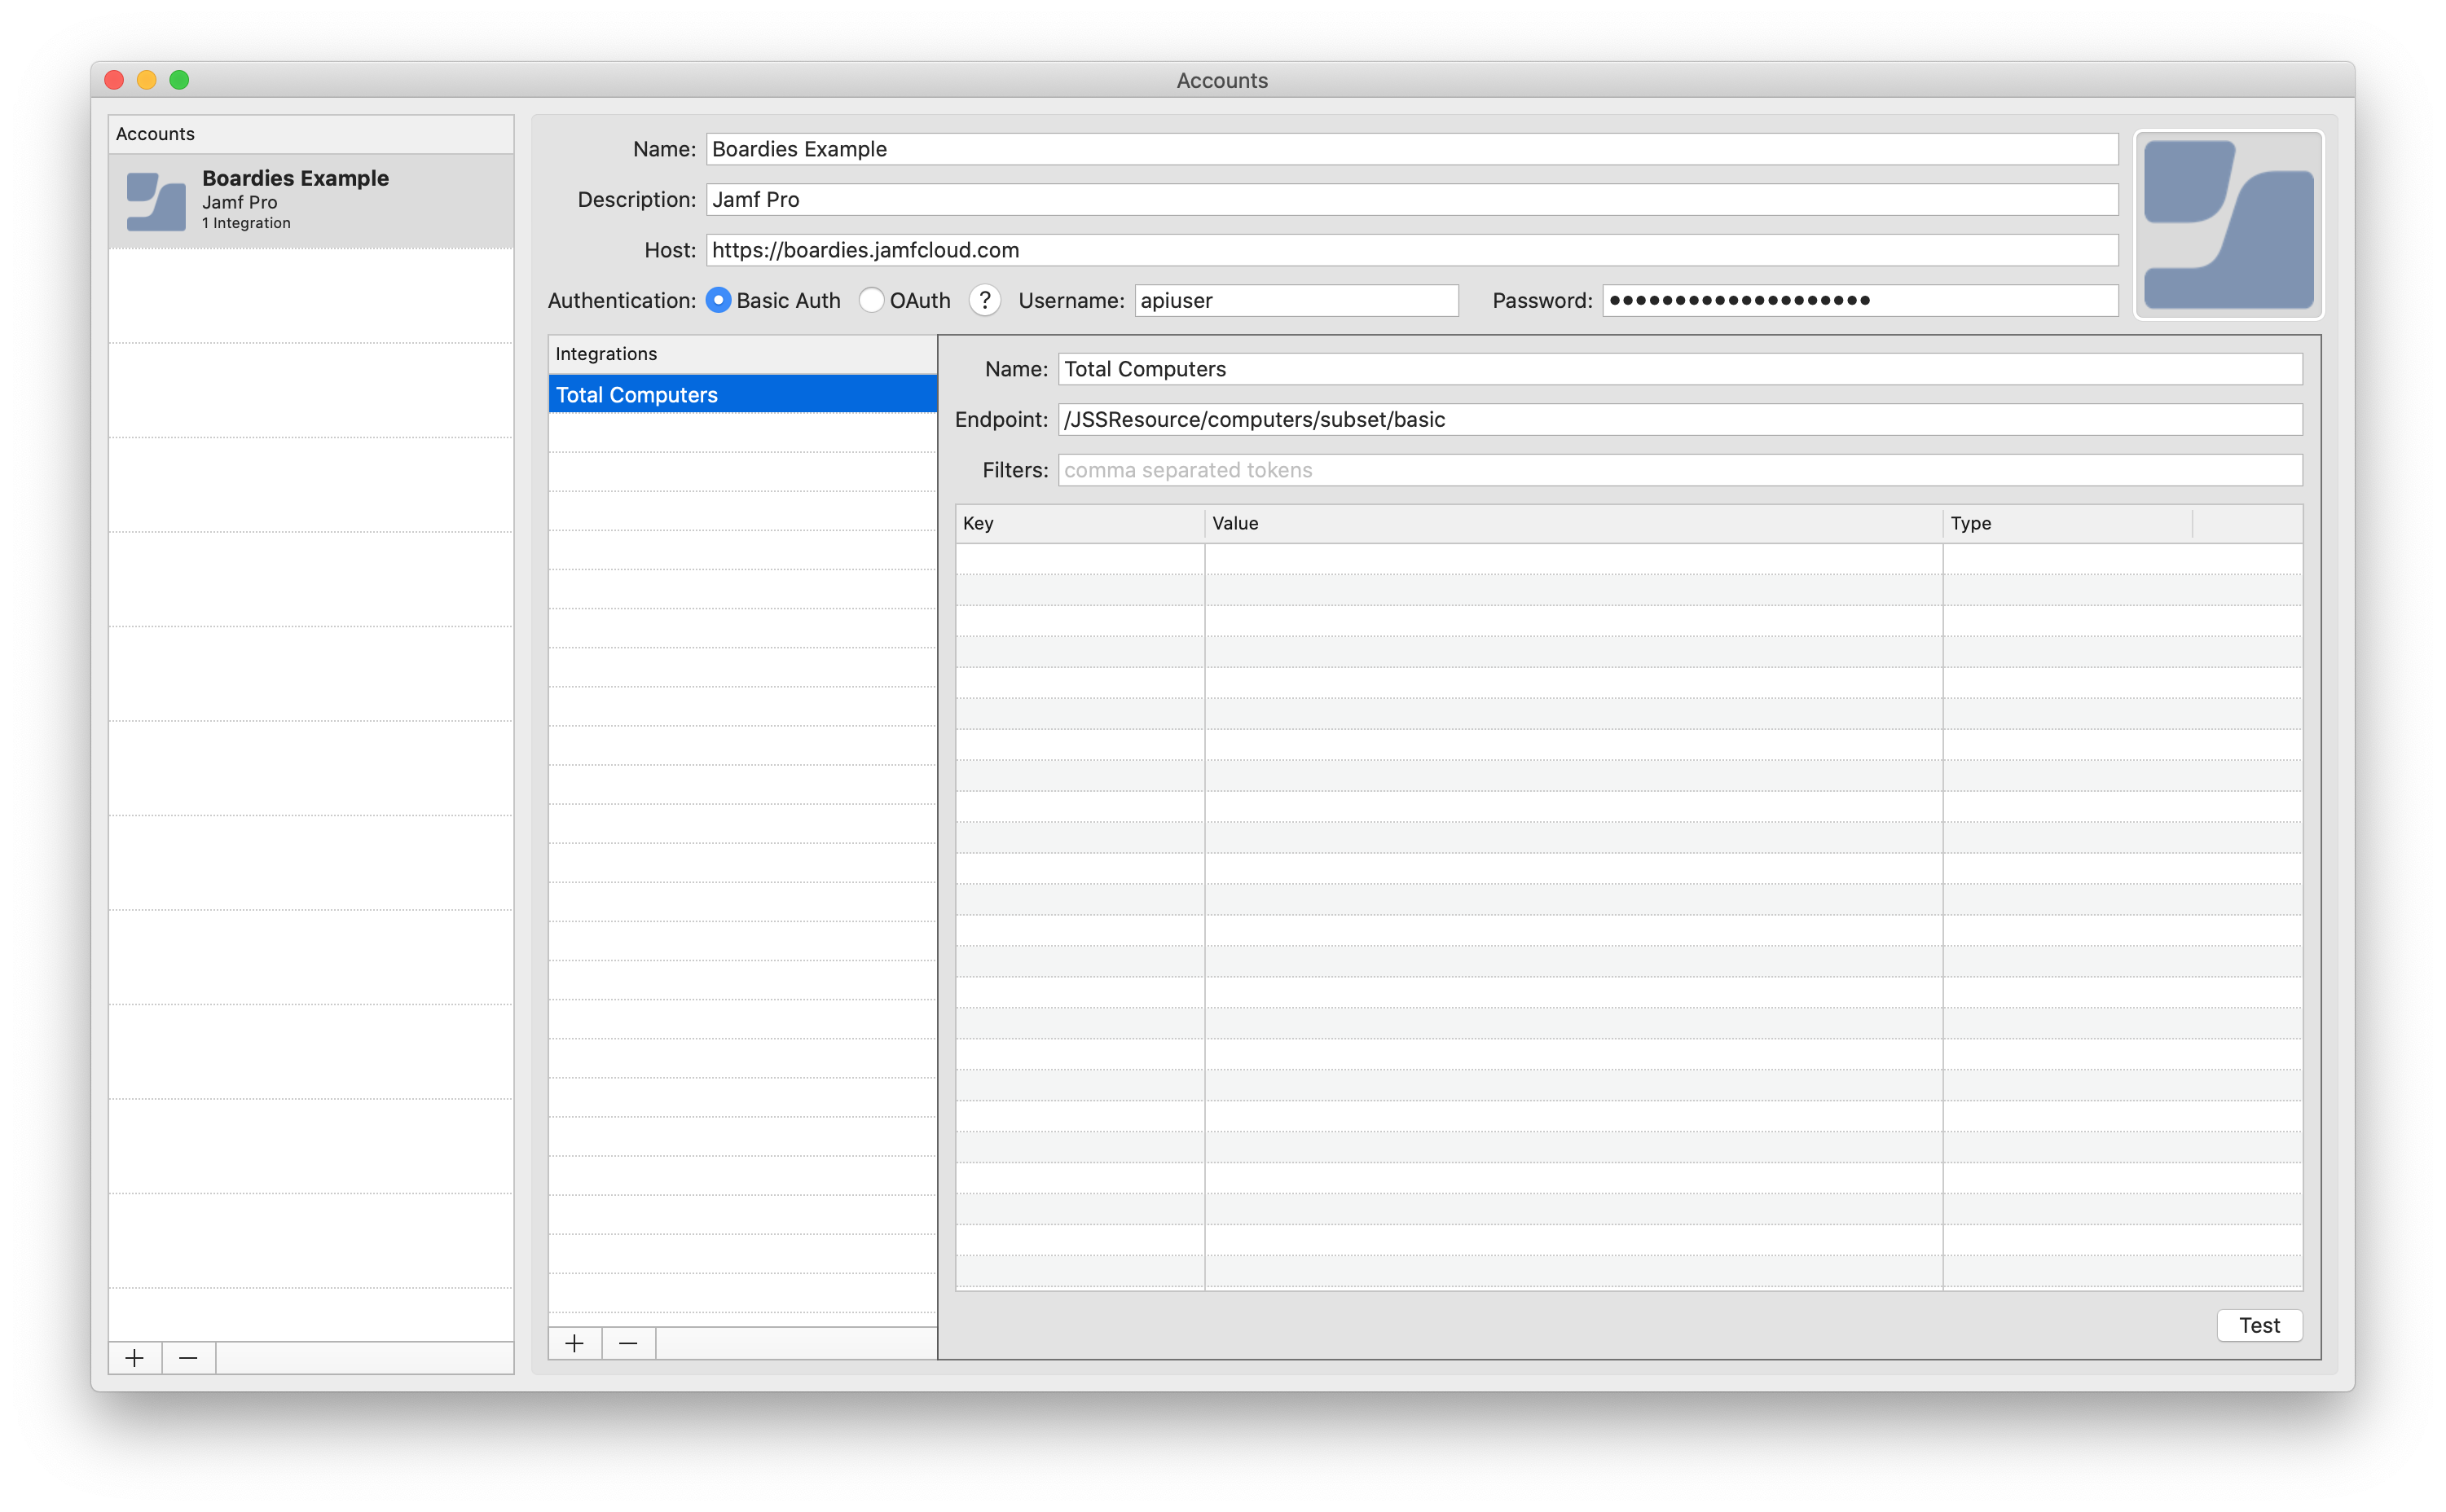 Accounts
Accounts
Boardies Example
Jamf Pro
1 Integration
Name: Boardies Example
Description: Jamf Pro
Host: https://boardies.jamfcloud.com
Authentication: Basic Auth OAuth ? Username: apiuser Password: ●●●●●●●●●●●●●●●●●●●●
Integrations
Total Computers
Name: Total Computers
Endpoint: /JSSResource/computers/subset/basic
Filters: comma separated tokens
Key Value Type
Test